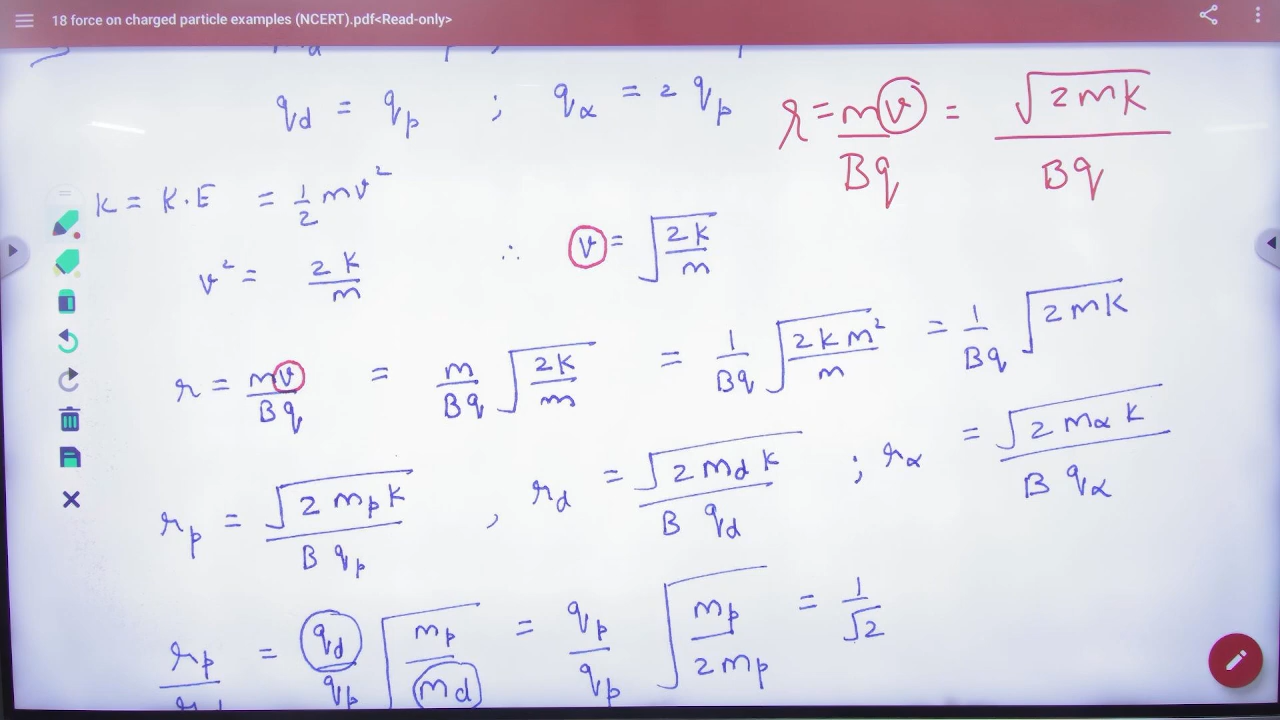 18 force on charged particle examples (NCERT).pdf<Read-only>
q_d = q_p ; q_α = 2 q_p
r = mv/Bq = √(2mK)/Bq
K = K.E = 1/2 mv²
v² = 2K/m ∴ v = √(2K/m)
r = mv/Bq = m/Bq √(2K/m) = 1/Bq √(2Km²/m) = 1/Bq √(2mK)
r_p = √(2 m_p K)/B q_p , r_d = √(2 m_d K)/B q_d ; r_α = √(2 m_α K)/B q_α
r_p/r_d = q_d/q_p √(m_p/m_d) = q_p/q_p √(m_p/2m_p) = 1/√2